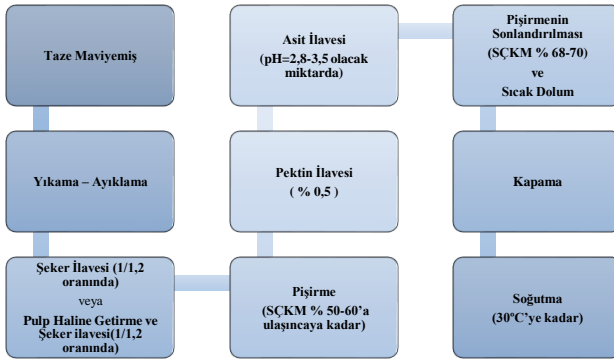 Taze Maviyemiş
Yıkama – Ayıklama
Şeker İlavesi (1/1,2
oranında)
veya
Pulp Haline Getirme ve
Şeker ilavesi(1/1,2
oranında)
Pişirme
(SÇKM % 50-60’a
ulaşıncaya kadar)
Pektin İlavesi
( % 0,5 )
Asit İlavesi
(pH=2,8-3,5 olacak
miktarda)
Pişirmenin
Sonlandırılması
(SÇKM % 68-70)
ve
Sıcak Dolum
Kapama
Soğutma
(30ºC’ye kadar)